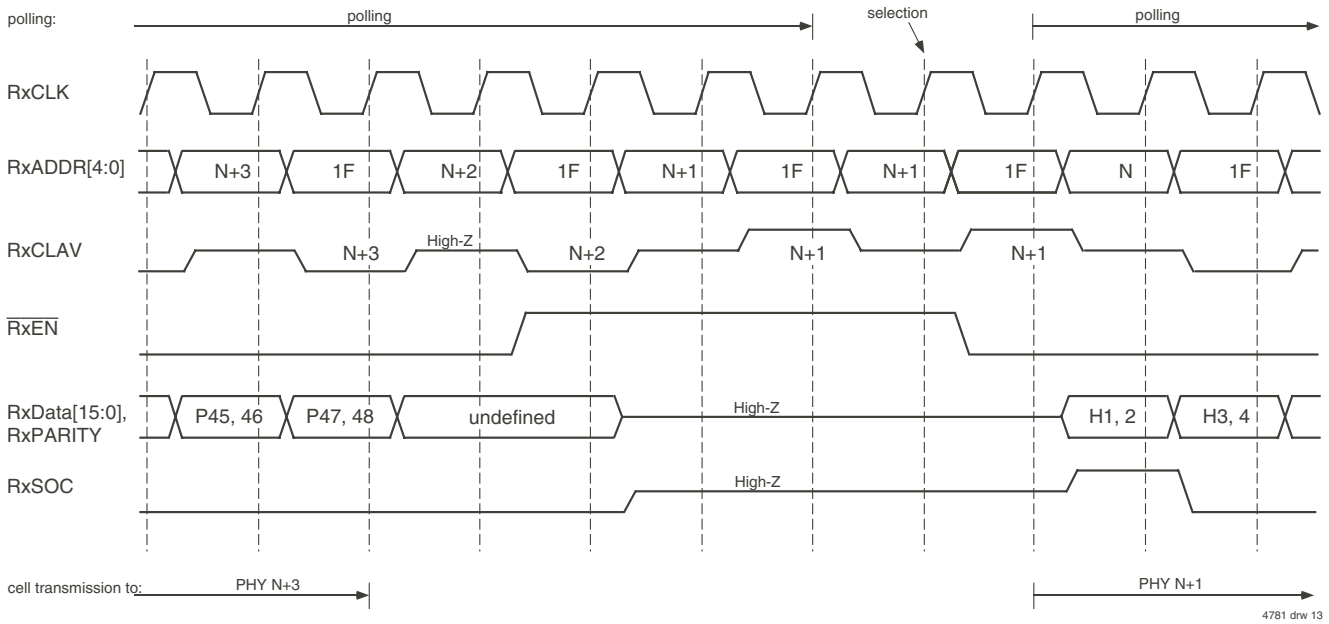 polling: polling selection polling
RxCLK
RxADDR[4:0] N+3 1F N+2 1F N+1 1F N+1 1F N 1F
RxCLAV N+3 High-Z N+2 N+1 N+1
RxEN
RxData[15:0], RxPARITY P45, 46 P47, 48 undefined High-Z H1, 2 H3, 4
RxSOC High-Z
cell transmission to: PHY N+3 PHY N+1
4781 drw 13